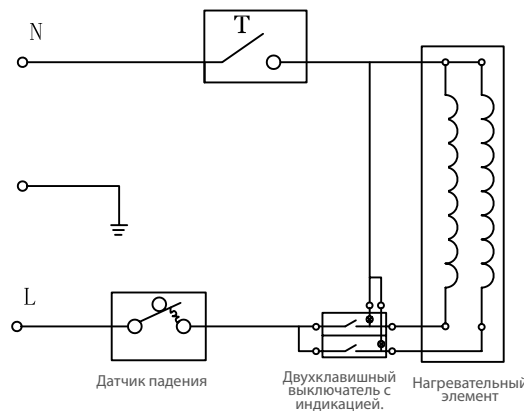 N
T
L
Датчик падения
Двухклавишный
выключатель с
индикацией.
Нагревательный
элемент